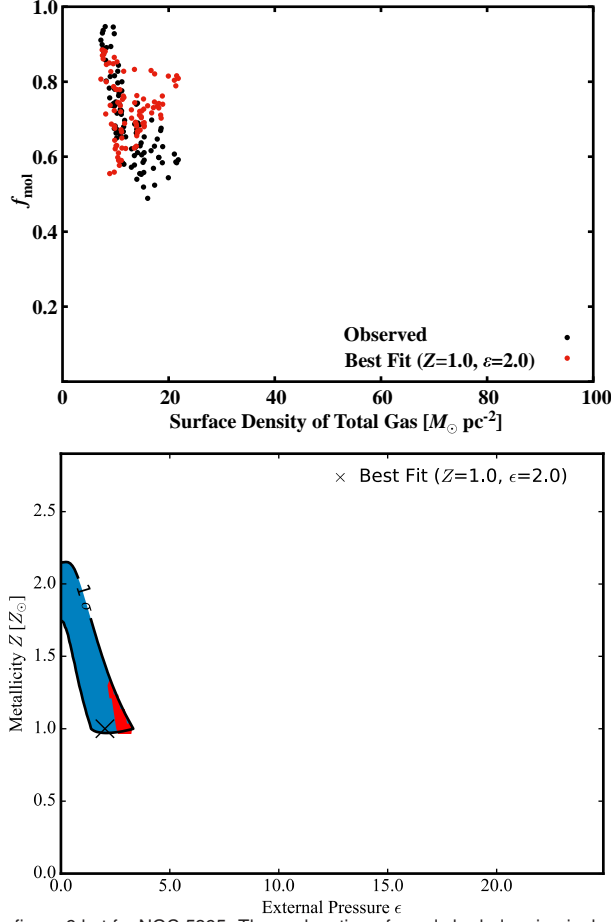 1.0
0.8
0.6
0.4
0.2
f_mol
Observed
Best Fit (Z=1.0, ε=2.0)
0 20 40 60 80 100
Surface Density of Total Gas [M⊙ pc⁻²]
× Best Fit (Z=1.0, ϵ=2.0)
2.5
2.0
1.5
1.0
0.5
0.0
1σ
Metallicity Z [Z⊙]
0.0 5.0 10.0 15.0 20.0
External Pressure ϵ